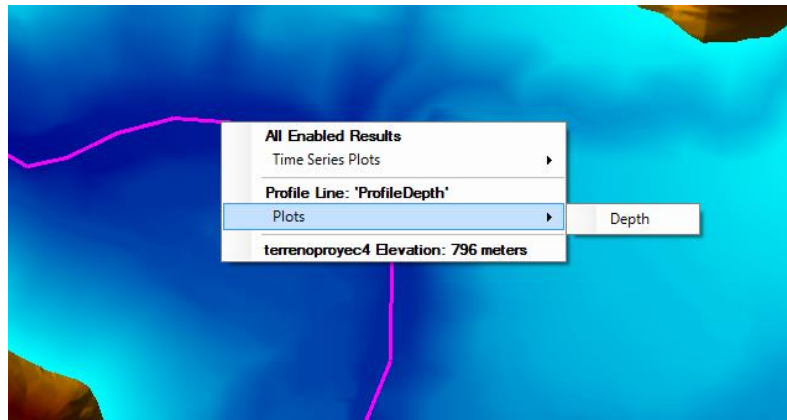 All Enabled Results
Time Series Plots
Profile Line: 'ProfileDepth'
Plots
Depth
terrenoproyec4 Elevation: 796 meters